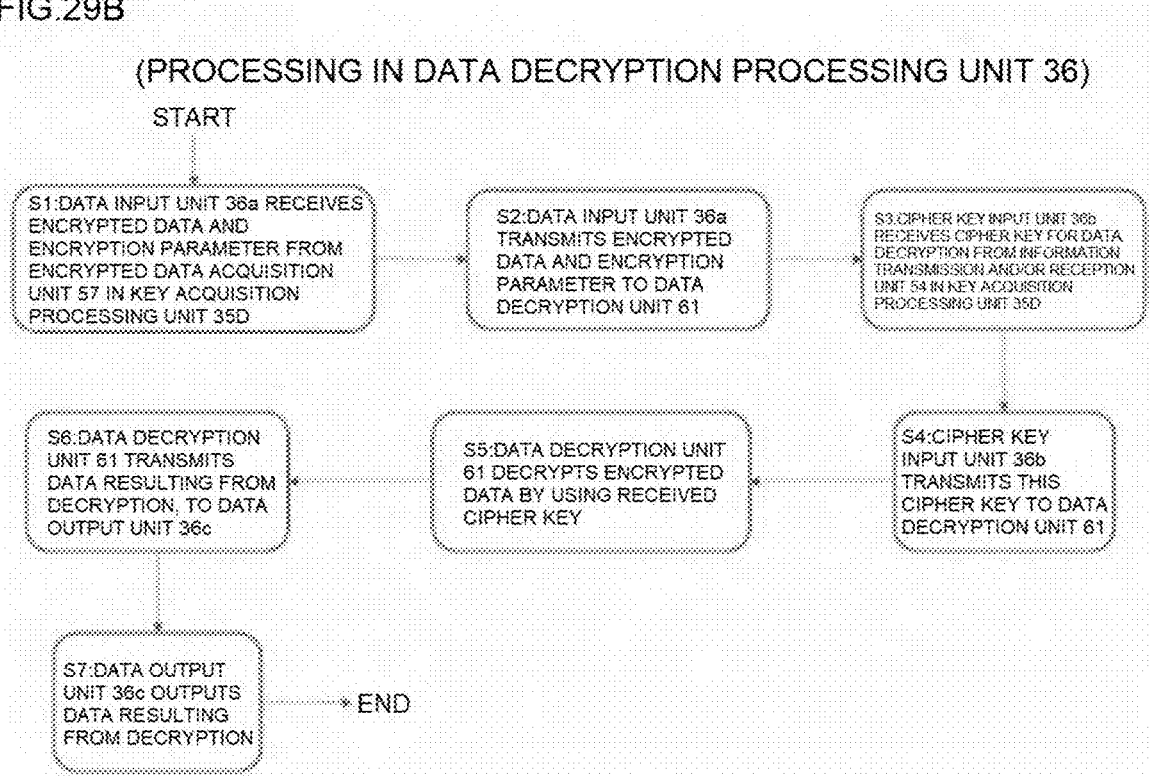 FIG.29B
(PROCESSING IN DATA DECRYPTION PROCESSING UNIT 36)
START
S1:DATA INPUT UNIT 36a RECEIVES
ENCRYPTED DATA AND
ENCRYPTION PARAMETER FROM
ENCRYPTED DATA ACQUISITION
UNIT 57 IN KEY ACQUISITION
PROCESSING UNIT 35D
S2:DATA INPUT UNIT 36a
TRANSMITS ENCRYPTED
DATA AND ENCRYPTION
PARAMETER TO DATA
DECRYPTION UNIT 61
S3:CIPHER KEY INPUT UNIT 36b
RECEIVES CIPHER KEY FOR DATA
DECRYPTION FROM INFORMATION
TRANSMISSION AND/OR RECEPTION
UNIT 54 IN KEY ACQUISITION
PROCESSING UNIT 35D
S4:CIPHER KEY
INPUT UNIT 36b
TRANSMITS THIS
CIPHER KEY TO DATA
DECRYPTION UNIT 61
S5:DATA DECRYPTION UNIT
61 DECRYPTS ENCRYPTED
DATA BY USING RECEIVED
CIPHER KEY
S6:DATA DECRYPTION
UNIT 61 TRANSMITS
DATA RESULTING FROM
DECRYPTION, TO DATA
OUTPUT UNIT 36c
S7:DATA OUTPUT
UNIT 36c OUTPUTS
DATA RESULTING
FROM DECRYPTION
END